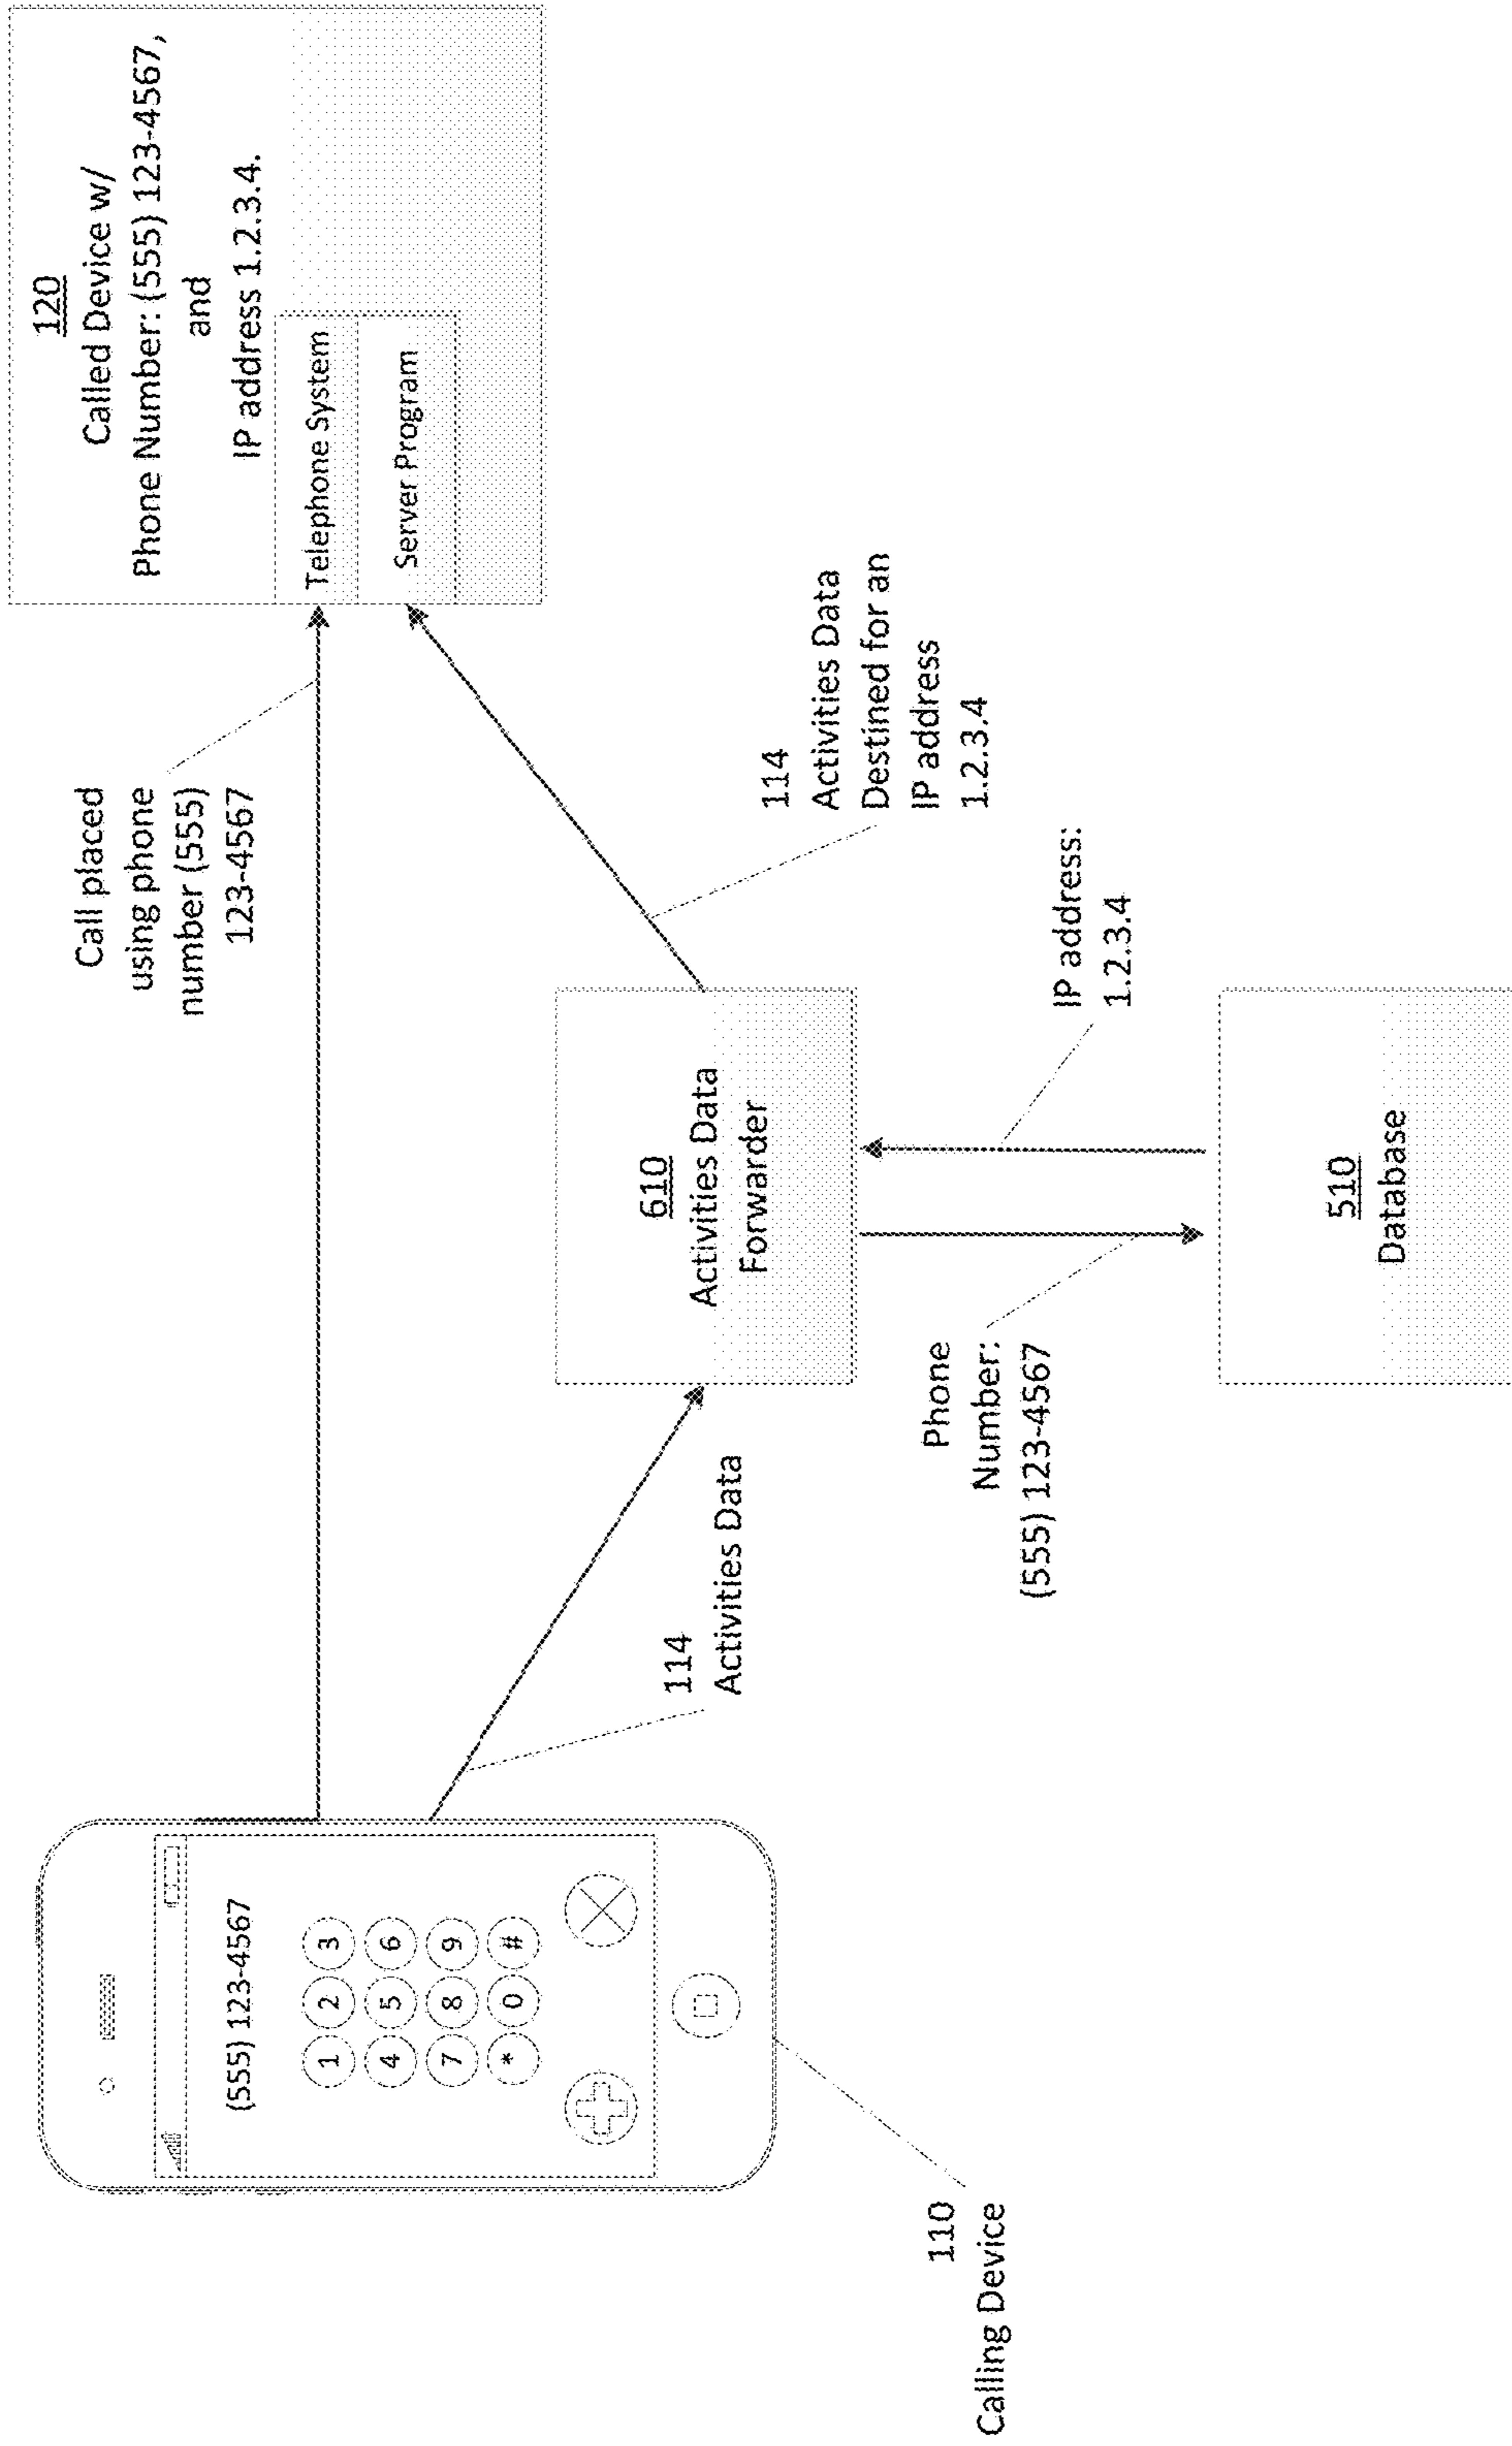 120
Called Device w/
Phone Number: (555) 123-4567,
and
IP address 1.2.3.4.
Telephone System
Server Program
Call placed
using phone
number (555)
123-4567
(555) 123-4567
1 2 3
4 5 6
7 8 9
* 0 #
114
Activities Data
610
Activities Data
Forwarder
114
Activities Data
Destined for an
IP address
1.2.3.4
Phone
Number:
(555) 123-4567
IP address:
1.2.3.4
110
Calling Device
510
Database